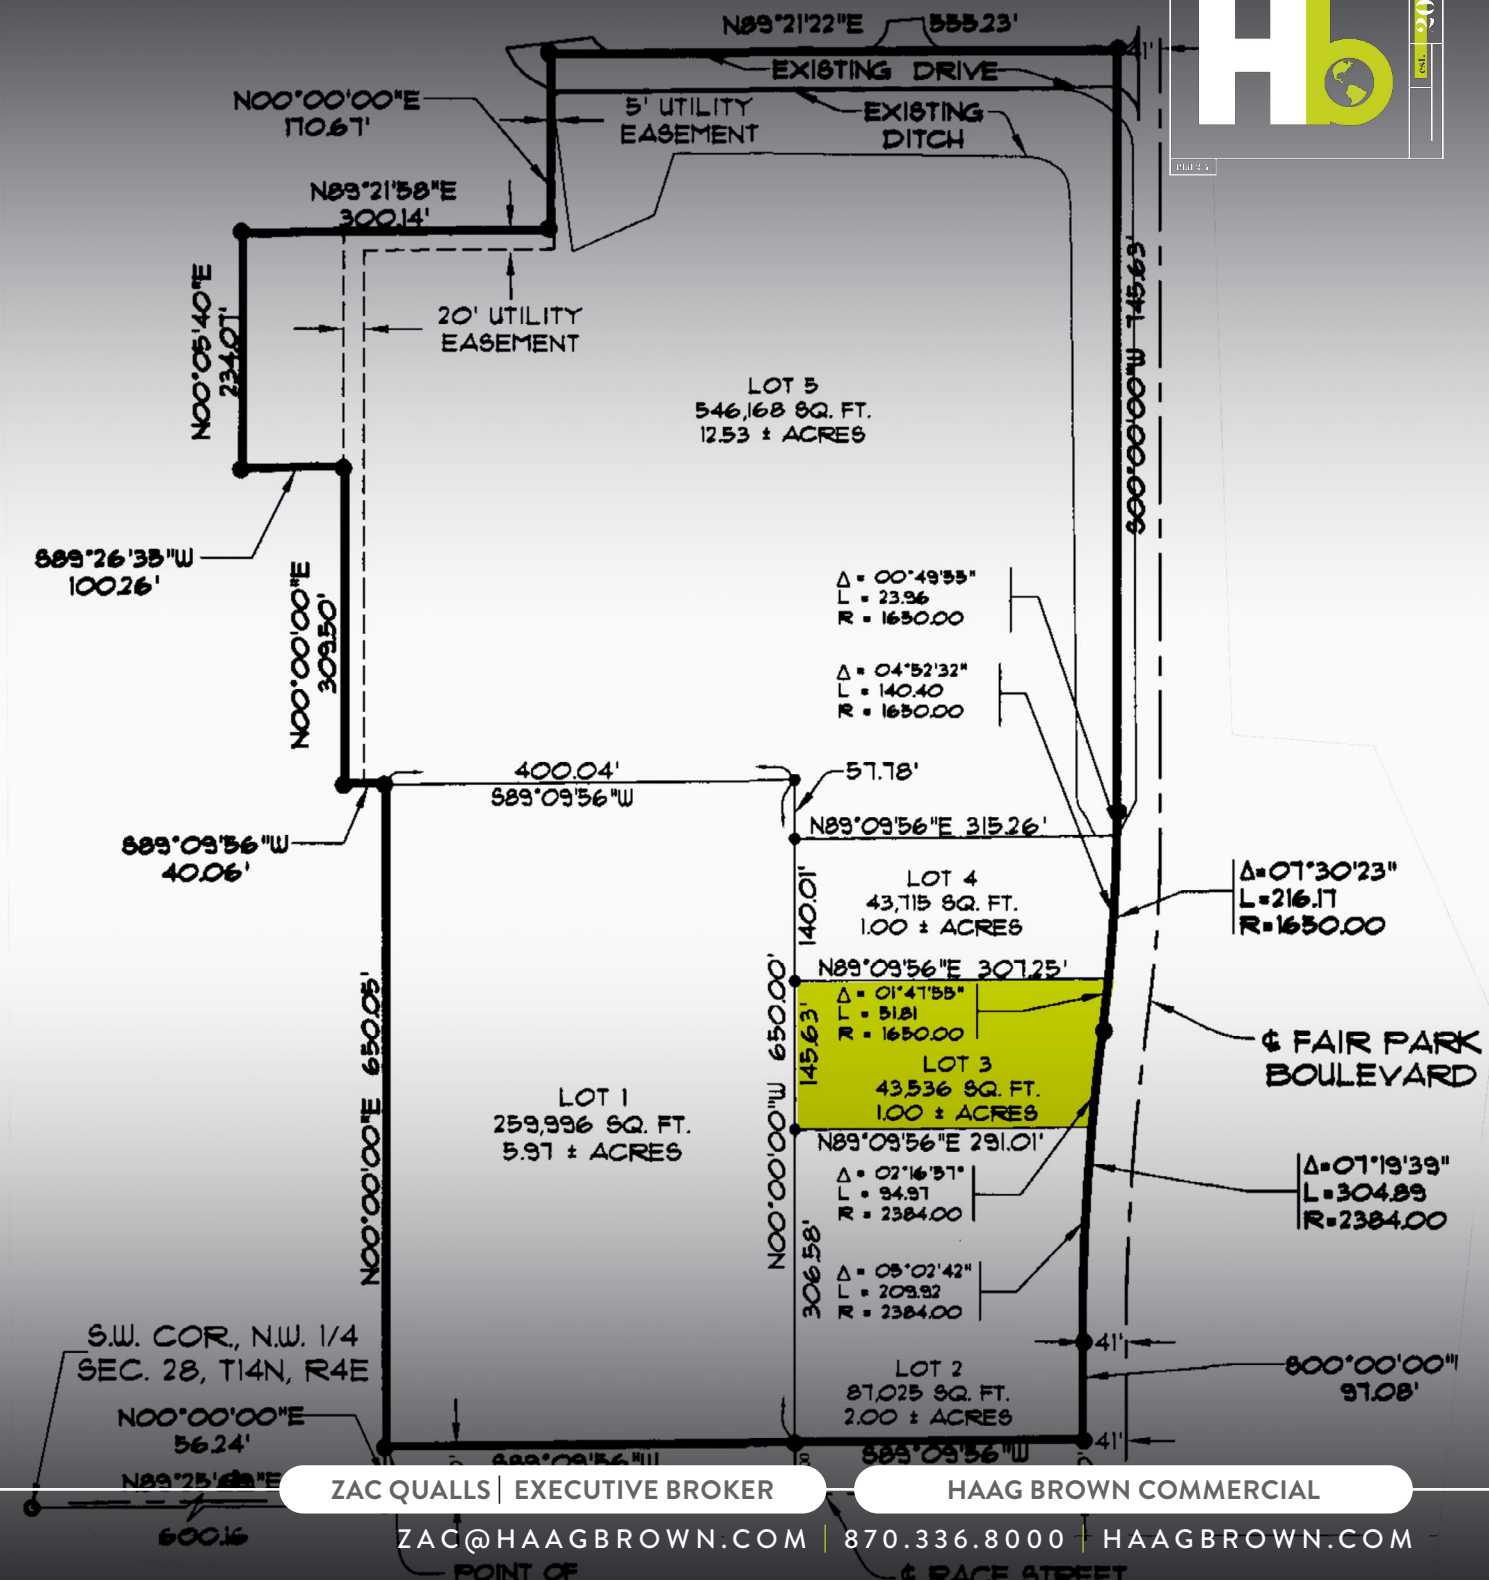 N89°21'22"E 555.23'
41'
Hb
est. 20
EXISTING DRIVE
N00°00'00"E
170.67'
5' UTILITY
EASEMENT
EXISTING
DITCH
N89°21'58"E
300.14'
N00°05'40"E
234.07'
20' UTILITY
EASEMENT
S00°00'00"W 745.63'
LOT 5
546,168 SQ. FT.
12.53 ± ACRES
S89°26'35"W
100.26'
N00°00'00"E
309.50'
Δ = 00°49'55"
L = 23.96
R = 1650.00
Δ = 04°52'32"
L = 140.40
R = 1650.00
400.04'
S89°09'56"W
57.78'
N89°09'56"E 315.26'
S89°09'56"W
40.06'
LOT 4
43,715 SQ. FT.
1.00 ± ACRES
140.01'
Δ=07°30'23"
L=216.17
R=1650.00
N89°09'56"E 307.25'
Δ = 01°47'55"
L = 51.81
R = 1650.00
145.63'
N00°00'00"W 650.00'
LOT 3
43,536 SQ. FT.
1.00 ± ACRES
℄ FAIR PARK
BOULEVARD
N00°00'00"E 650.05'
LOT 1
259,996 SQ. FT.
5.97 ± ACRES
N89°09'56"E 291.01'
Δ = 02°16'57"
L = 94.97
R = 2384.00
Δ=07°19'39"
L=304.89
R=2384.00
306.58'
Δ = 05°02'42"
L = 209.92
R = 2384.00
S.W. COR., N.W. 1/4
SEC. 28, T14N, R4E
41'
S00°00'00"
97.08'
LOT 2
87,025 SQ. FT.
2.00 ± ACRES
N00°00'00"E
56.24'
41'
S89°09'56"W
S89°09'56"W
600.16
ZAC QUALLS | EXECUTIVE BROKER
HAAG BROWN COMMERCIAL
ZAC@HAAGBROWN.COM | 870.336.8000 | HAAGBROWN.COM
POINT OF
℄ RACE STREET